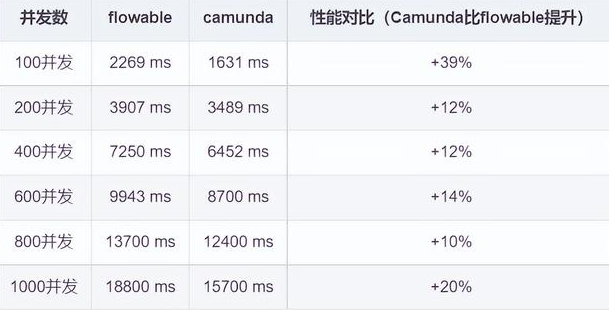 并发数 flowable camunda 性能对比（Camunda比flowable提升）
100并发 2269 ms 1631 ms +39%
200并发 3907 ms 3489 ms +12%
400并发 7250 ms 6452 ms +12%
600并发 9943 ms 8700 ms +14%
800并发 13700 ms 12400 ms +10%
1000并发 18800 ms 15700 ms +20%